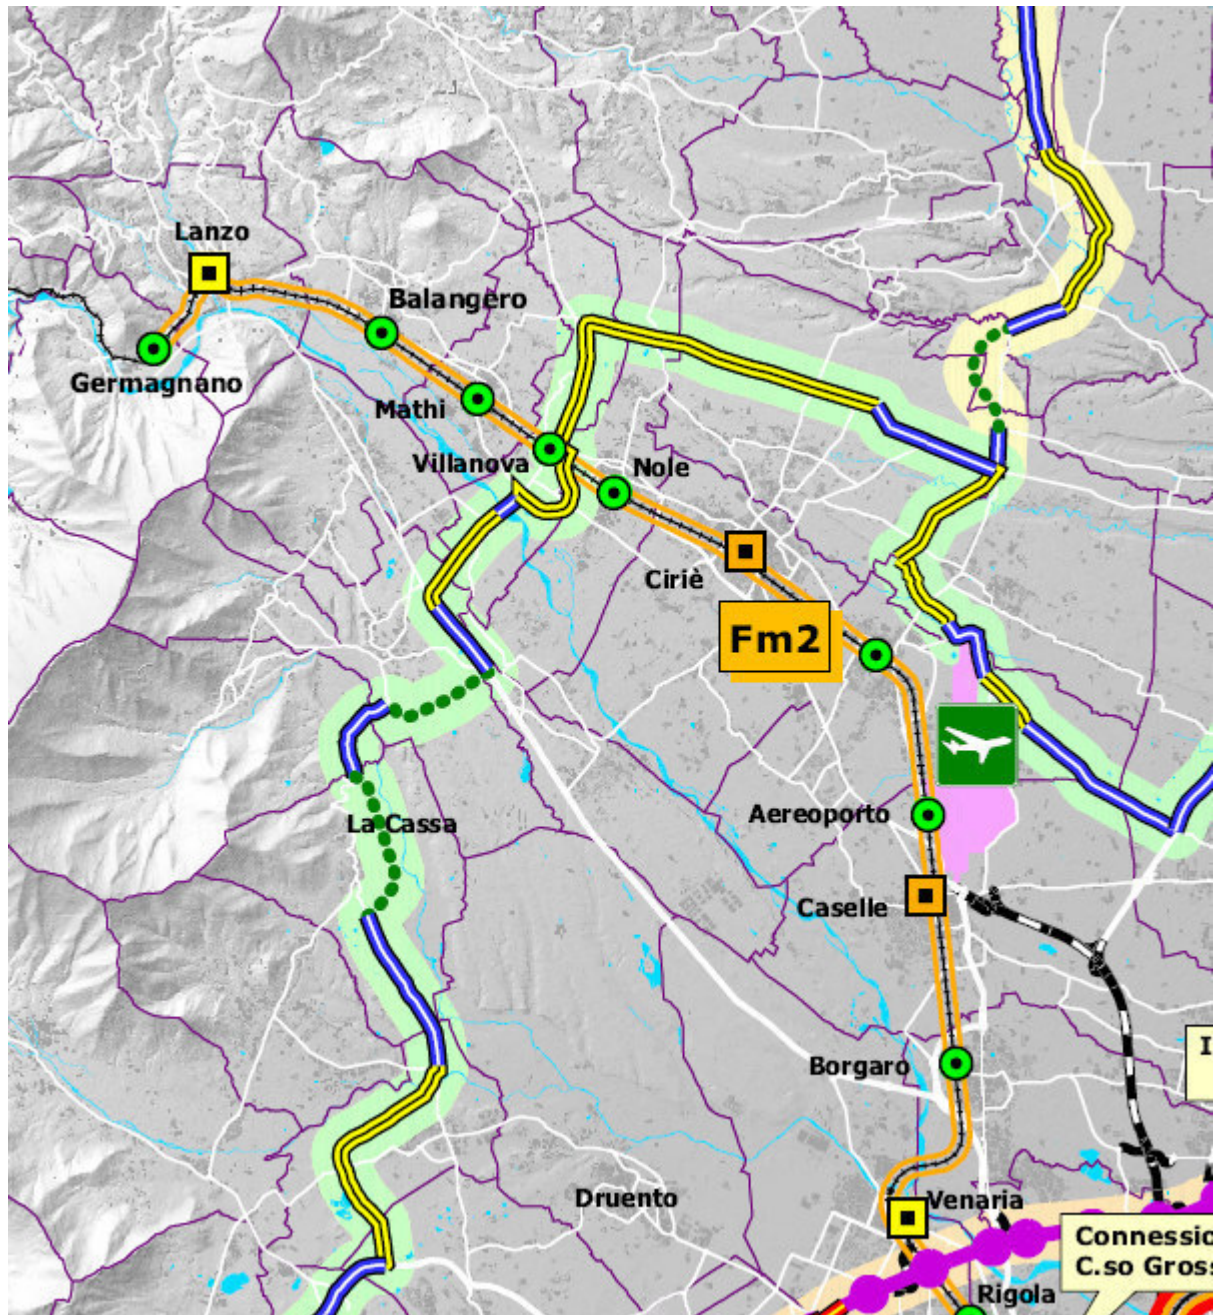 Lanzo
Balangero
Germagnano
Mathi
Villanova
Nole
Ciriè
Fm2
Aereoporto
La Cassa
Caselle
I
Borgaro
Druento
Venaria
Connessio
C.so Gros
Rigola